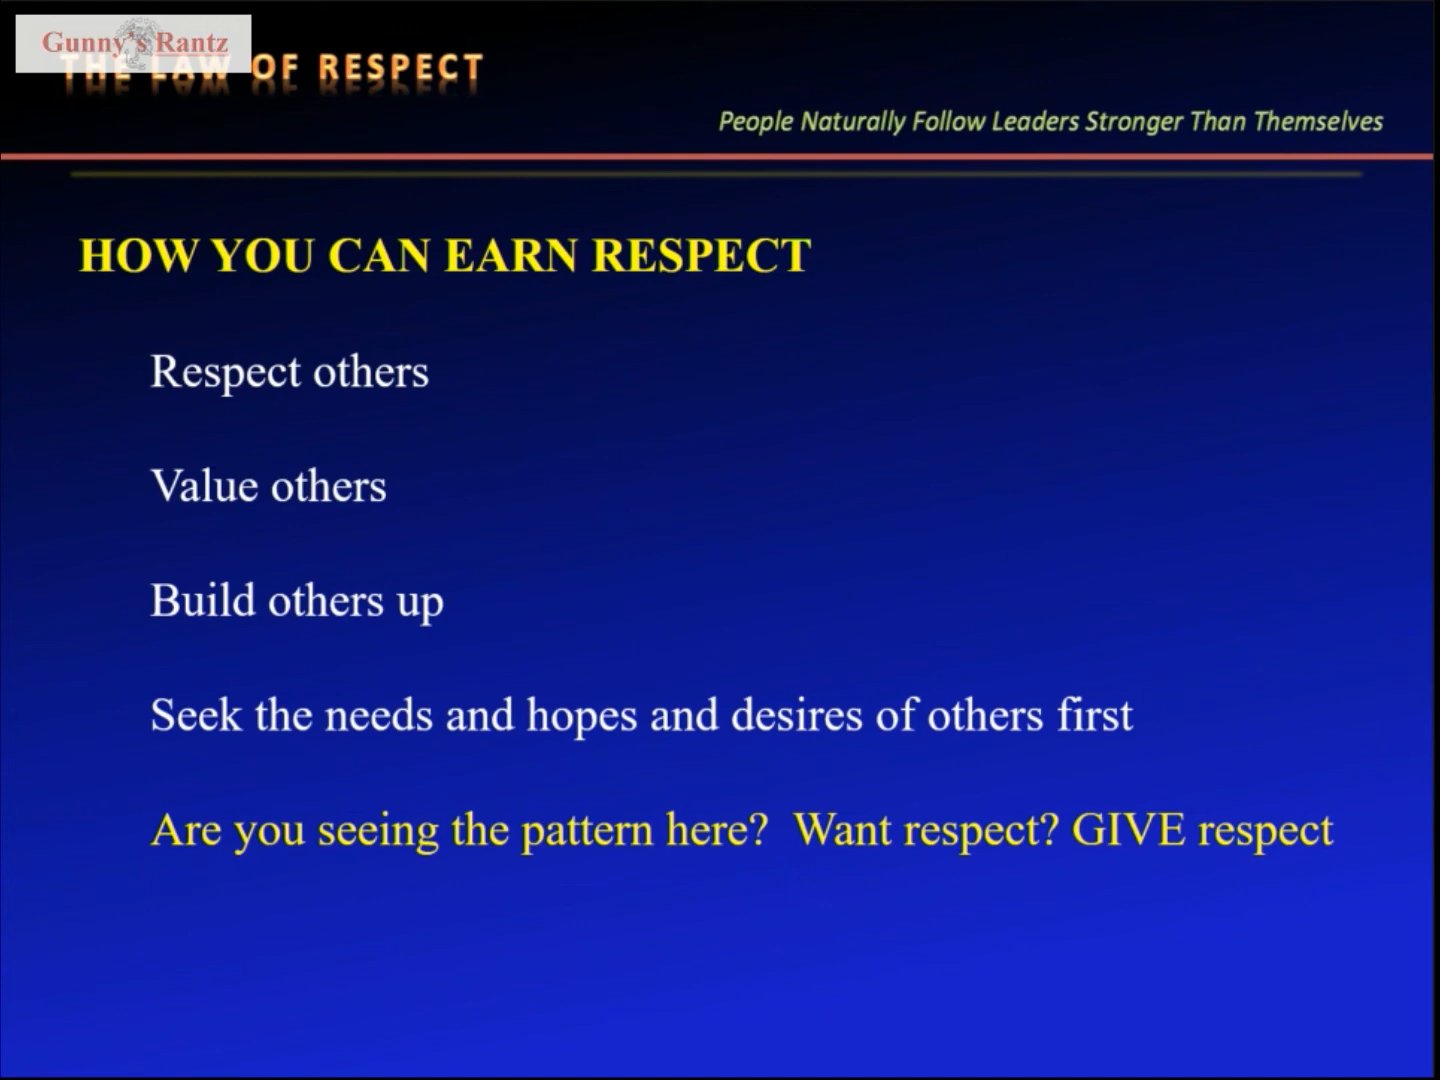 Gunny's Rantz
THE LAW OF RESPECT
People Naturally Follow Leaders Stronger Than Themselves
HOW YOU CAN EARN RESPECT
Respect others
Value others
Build others up
Seek the needs and hopes and desires of others first
Are you seeing the pattern here?  Want respect? GIVE respect